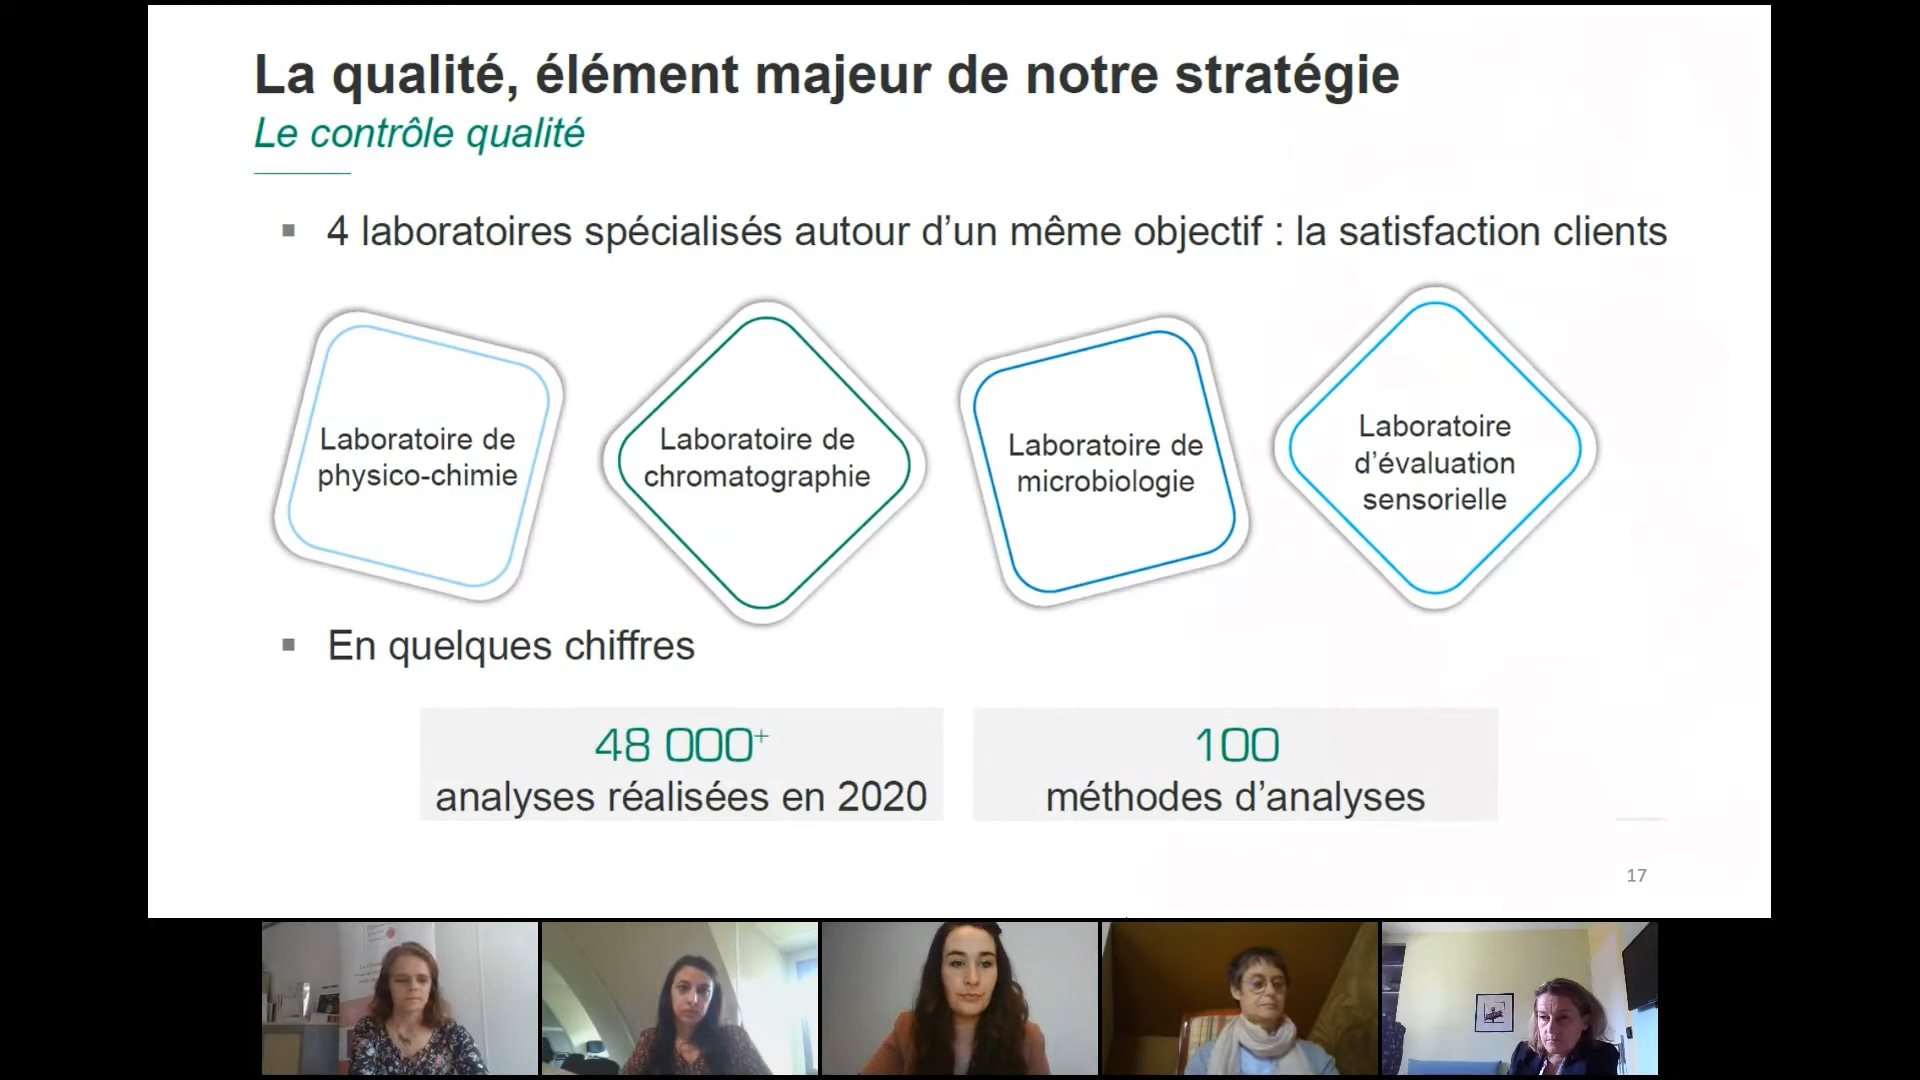 La qualité, élément majeur de notre stratégie
Le contrôle qualité
▪ 4 laboratoires spécialisés autour d’un même objectif : la satisfaction clients
Laboratoire de
physico-chimie
Laboratoire de
chromatographie
Laboratoire de
microbiologie
Laboratoire
d’évaluation
sensorielle
▪ En quelques chiffres
48 000+
analyses réalisées en 2020
100
méthodes d’analyses
17